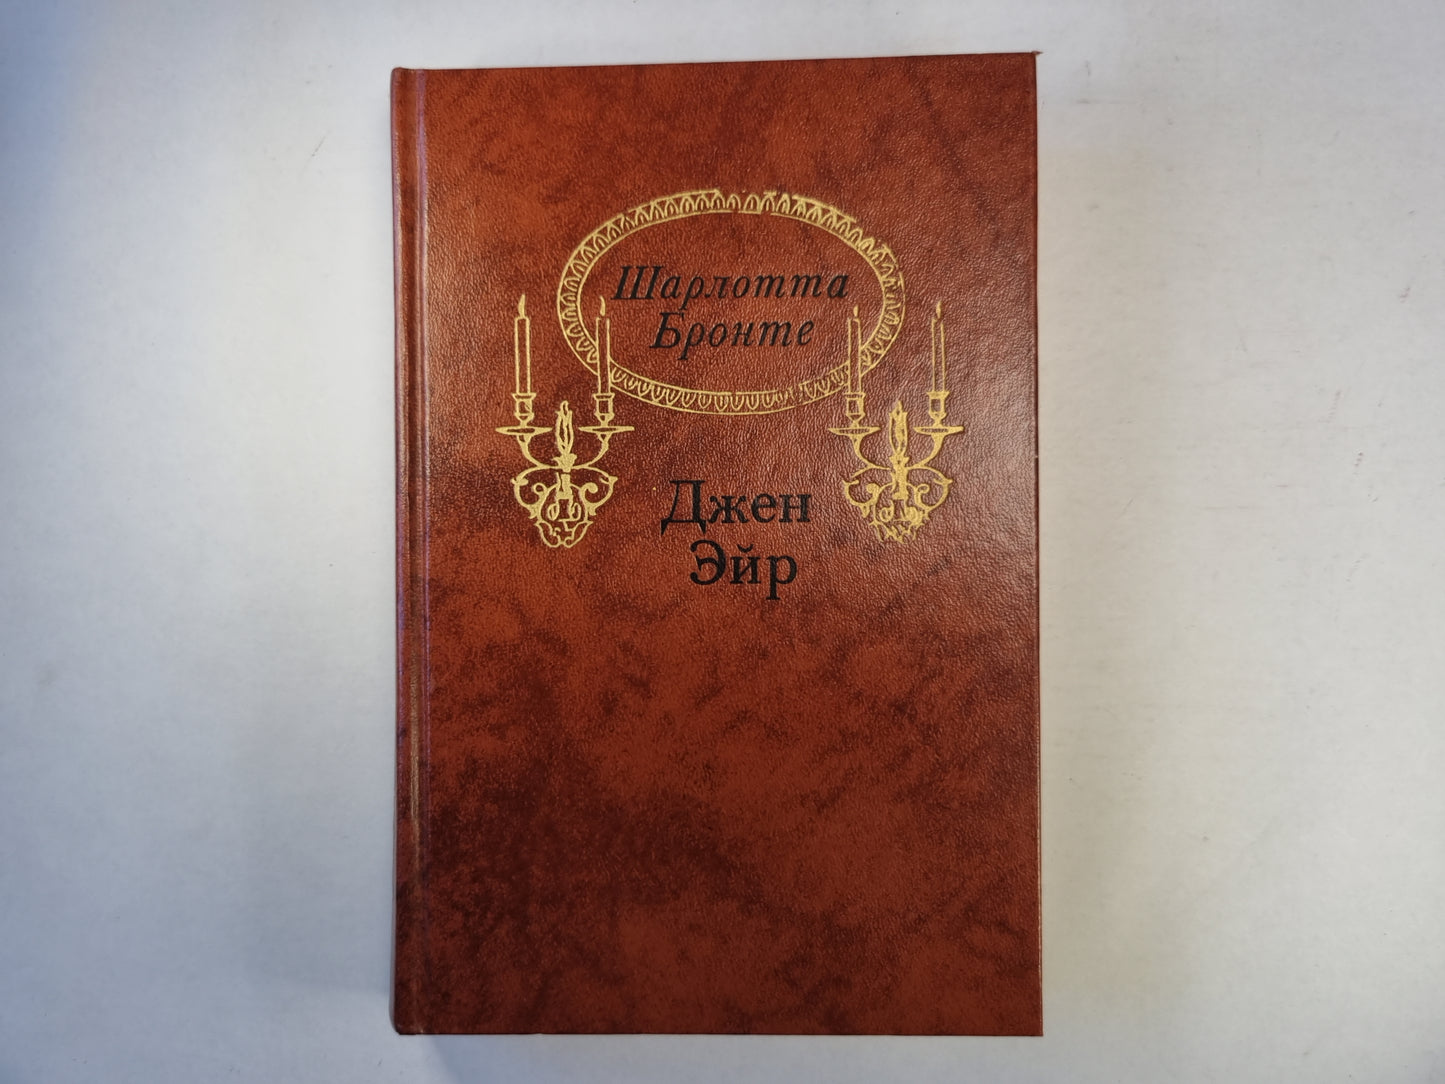 Шарлотта
Бронте
Джен
Эйр